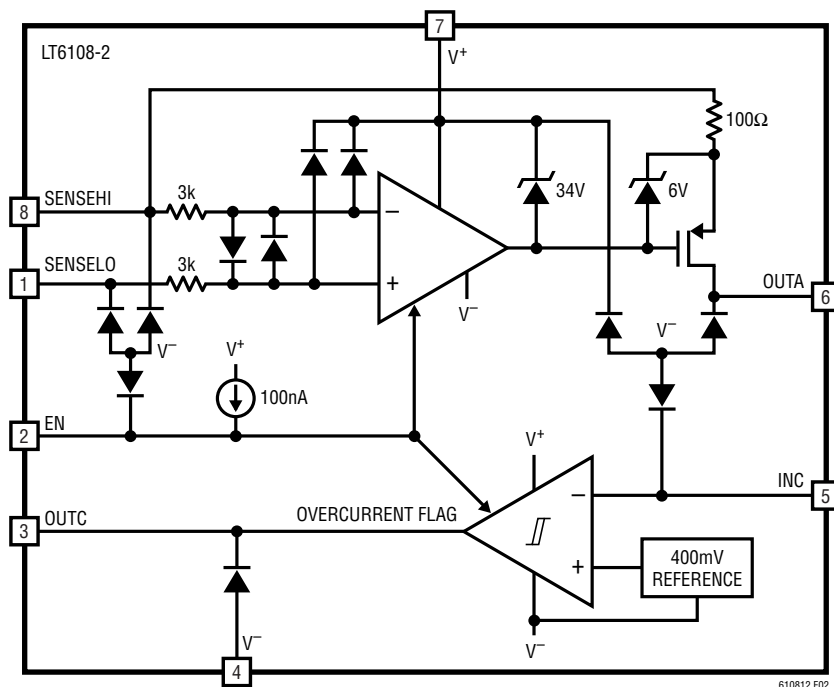 LT6108-2
7
V+
100Ω
34V
6V
3k
8
SENSEHI
−
3k
1
SENSELO
+
V−
OUTA
6
V−
V−
V+
100nA
2
EN
V+
INC
5
−
3
OUTC
OVERCURRENT FLAG
+
400mV
REFERENCE
V−
V−
4
610812 F02